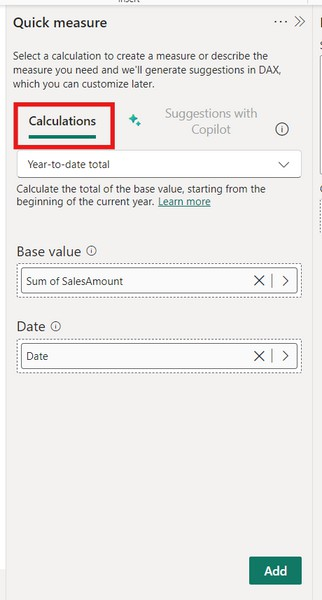 Quick measure
Select a calculation to create a measure or describe the
measure you need and we'll generate suggestions in DAX,
which you can customize later.
Calculations
Suggestions with
Copilot
Year-to-date total
Calculate the total of the base value, starting from the
beginning of the current year. Learn more
Base value
Sum of SalesAmount
Date
Date
Add